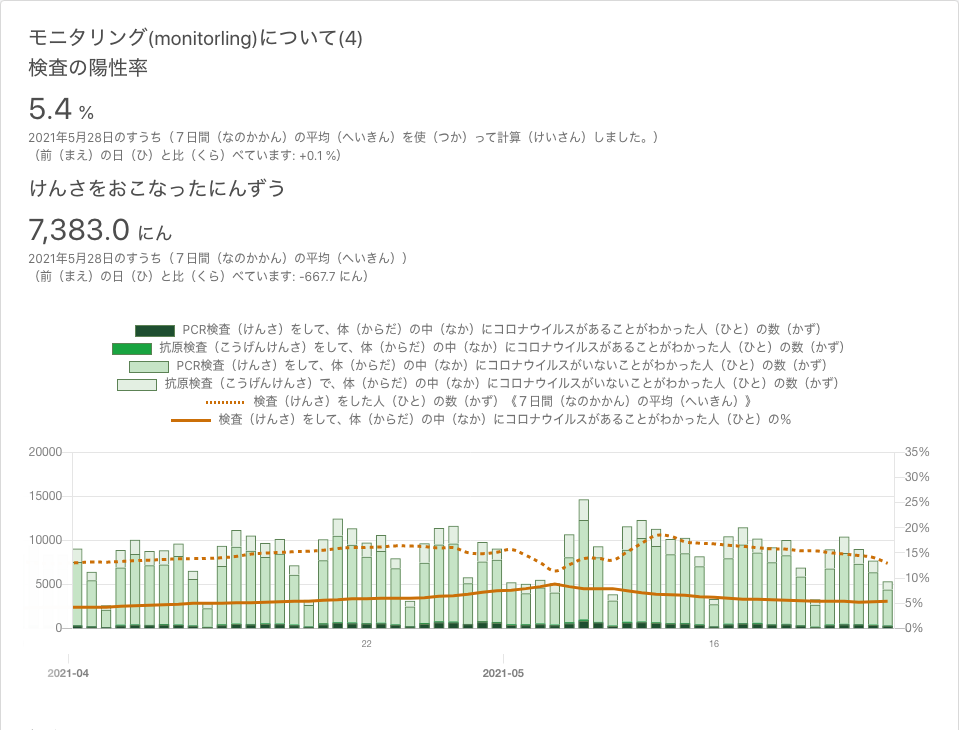 モニタリング(monitorling)について(4)
検査の陽性率
5.4 %
2021年5月28日のすうち（７日間（なのかかん）の平均（へいきん）を使（つか）って計算（けいさん）しました。）
（前（まえ）の日（ひ）と比（くら）べています: +0.1 %）
けんさをおこなったにんずう
7,383.0 にん
2021年5月28日のすうち（７日間（なのかかん）の平均（へいきん））
（前（まえ）の日（ひ）と比（くら）べています: -667.7 にん）
PCR検査（けんさ）をして、体（からだ）の中（なか）にコロナウイルスがあることがわかった人（ひと）の数（かず）
抗原検査（こうげんけんさ）をして、体（からだ）の中（なか）にコロナウイルスがあることがわかった人（ひと）の数（かず）
PCR検査（けんさ）をして、体（からだ）の中（なか）にコロナウイルスがいないことがわかった人（ひと）の数（かず）
抗原検査（こうげんけんさ）で、体（からだ）の中（なか）にコロナウイルスがいないことがわかった人（ひと）の数（かず）
検査（けんさ）をした人（ひと）の数（かず）《７日間（なのかかん）の平均（へいきん）》
検査（けんさ）をして、体（からだ）の中（なか）にコロナウイルスがあることがわかった人（ひと）の%
20000 35%
30%
15000 25%
20%
10000 15%
5000 10%
5%
0 0%
22 16
2021-04 2021-05